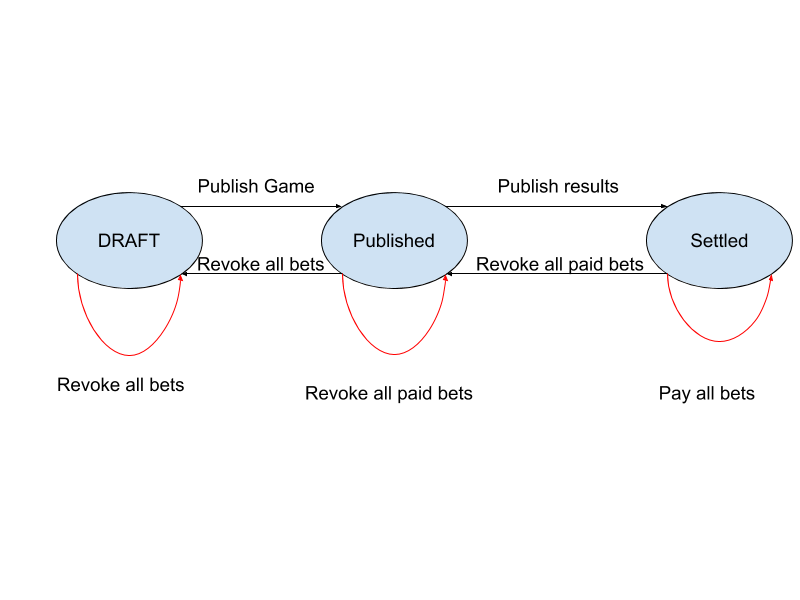 Publish Game
Publish results
DRAFT
Published
Settled
Revoke all bets
Revoke all paid bets
Revoke all bets
Revoke all paid bets
Pay all bets